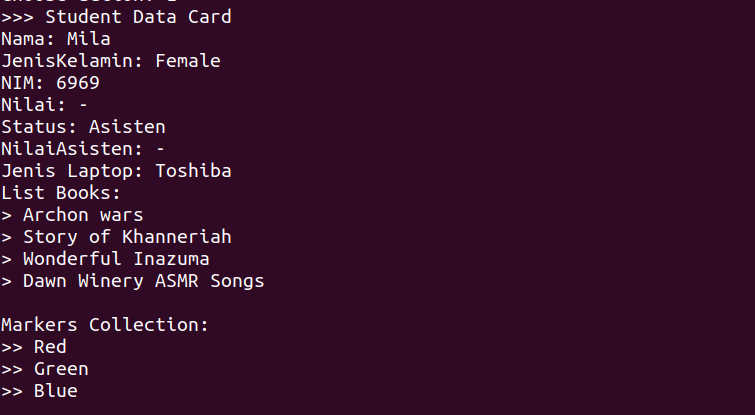 >>> Student Data Card
Nama: Mila
JenisKelamin: Female
NIM: 6969
Nilai: -
Status: Asisten
NilaiAsisten: -
Jenis Laptop: Toshiba
List Books:
> Archon wars
> Story of Khanneriah
> Wonderful Inazuma
> Dawn Winery ASMR Songs
Markers Collection:
>> Red
>> Green
>> Blue